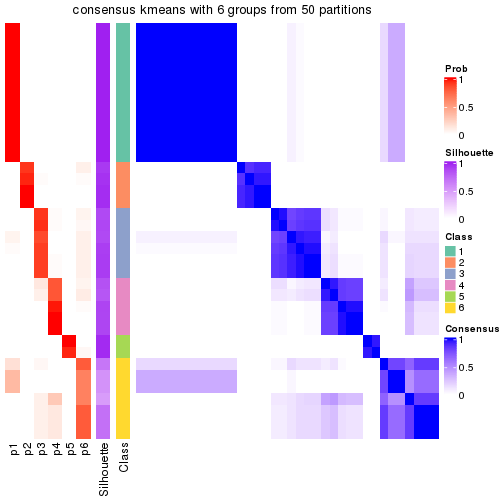 consensus kmeans with 6 groups from 50 partitions
Prob
1
0.5
0
Silhouette
1
0.5
0
Class
1
2
3
4
5
6
Consensus
1
0.5
0
p1
p2
p3
p4
p5
p6
Silhouette
Class